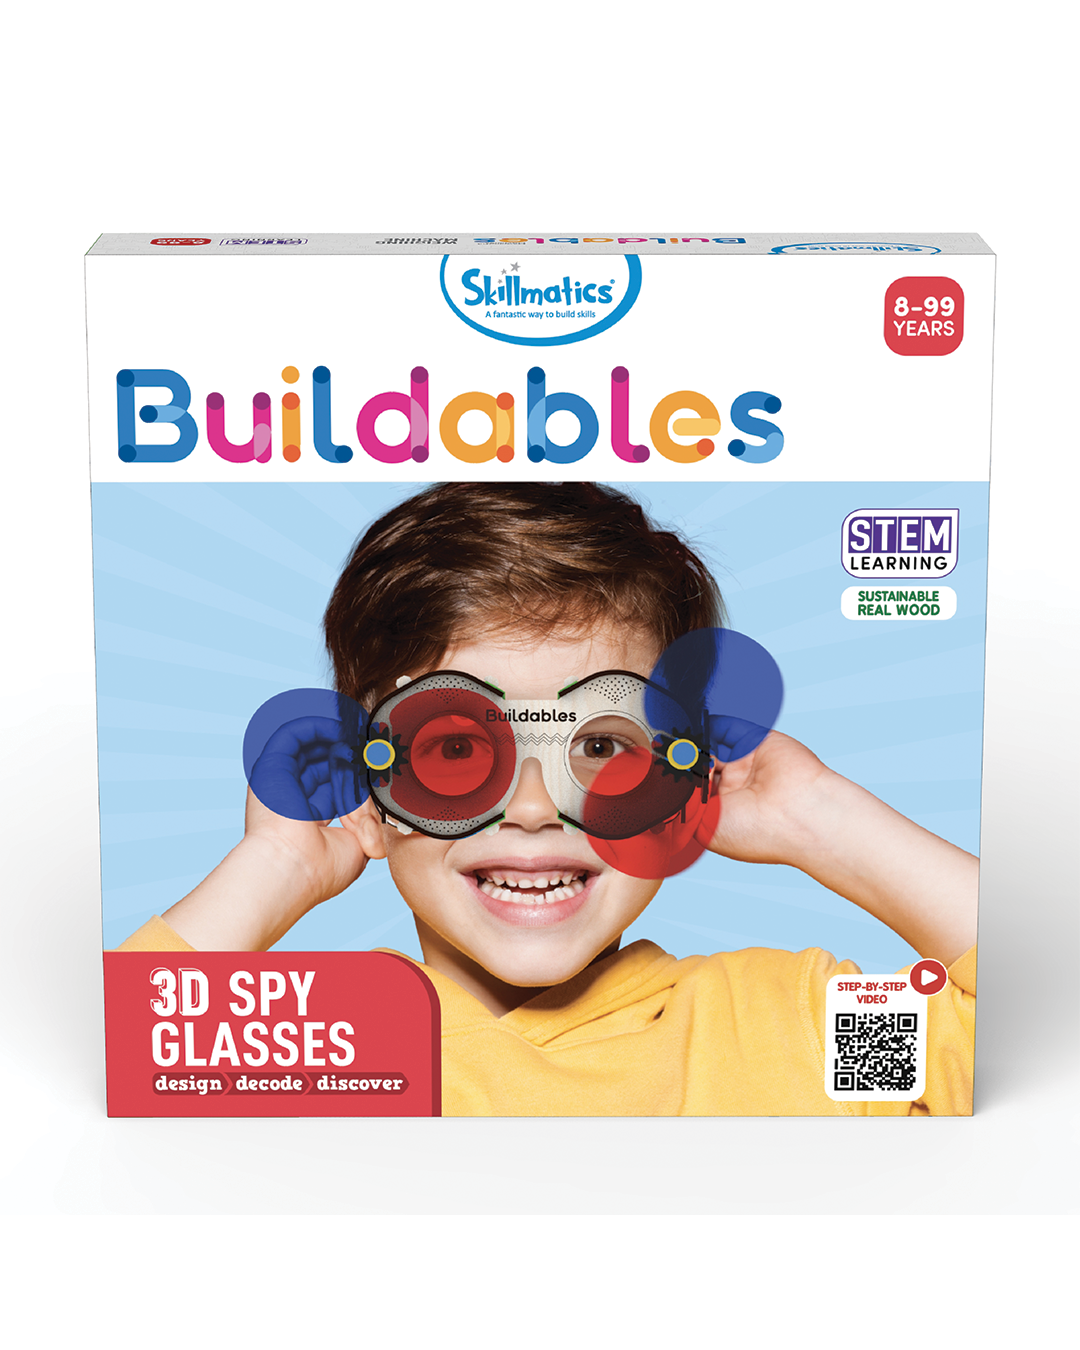 Skillmatics
A fantastic way to build skills
8-99
YEARS
Buildables
STEM
LEARNING
SUSTAINABLE
REAL WOOD
Buildables
3D SPY
GLASSES
design decode discover
STEP-BY-STEP
VIDEO